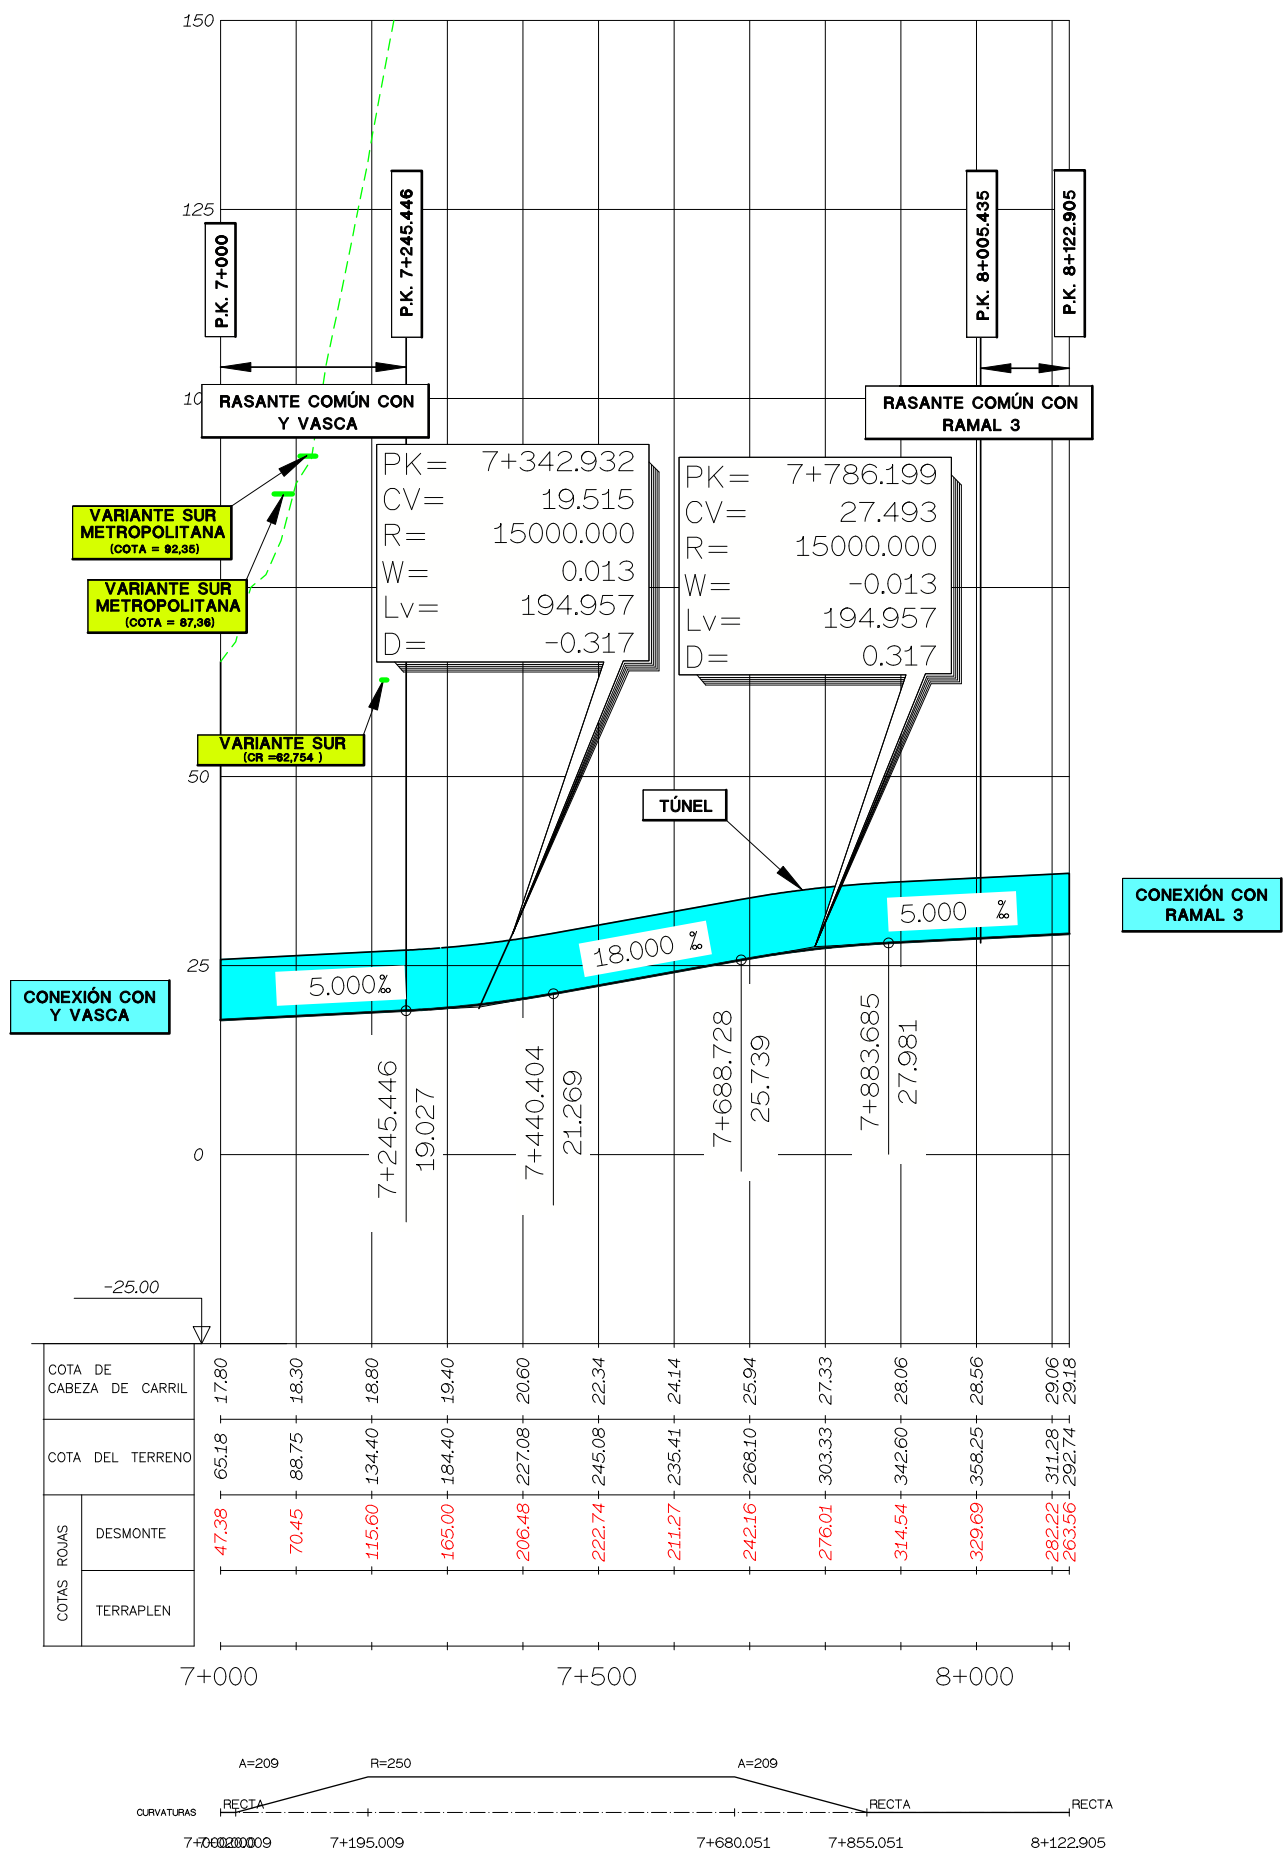 150
125
P.K. 7+000
P.K. 7+245.446
P.K. 8+005.435
P.K. 8+122.905
RASANTE COMÚN CON
Y VASCA
RASANTE COMÚN CON
RAMAL 3
PK= 7+342.932
CV= 19.515
R= 15000.000
W= 0.013
Lv= 194.957
D= -0.317
PK= 7+786.199
CV= 27.493
R= 15000.000
W= -0.013
Lv= 194.957
D= 0.317
VARIANTE SUR
METROPOLITANA
(COTA = 92,35)
VARIANTE SUR
METROPOLITANA
(COTA = 87,36)
VARIANTE SUR
(CR =62,754 )
50
TÚNEL
CONEXIÓN CON
RAMAL 3
5.000 ‰
18.000 ‰
5.000‰
25
CONEXIÓN CON
Y VASCA
7+245.446
19.027
7+440.404
21.269
7+688.728
25.739
7+883.685
27.981
0
-25.00
COTA DE
CABEZA DE CARRIL
17.80 18.30 18.80 19.40 20.60 22.34 24.14 25.94 27.33 28.06 28.56 29.06 29.18
COTA DEL TERRENO
65.18 88.75 134.40 184.40 227.08 245.08 235.41 268.10 303.33 342.60 358.25 311.28 292.74
COTAS ROJAS
DESMONTE
47.38 70.45 115.60 165.00 206.48 222.74 211.27 242.16 276.01 314.54 329.69 282.22 263.56
TERRAPLEN
7+000 7+500 8+000
A=209 R=250 A=209
CURVATURAS
RECTA RECTA RECTA
7+195.009 7+680.051 7+855.051 8+122.905